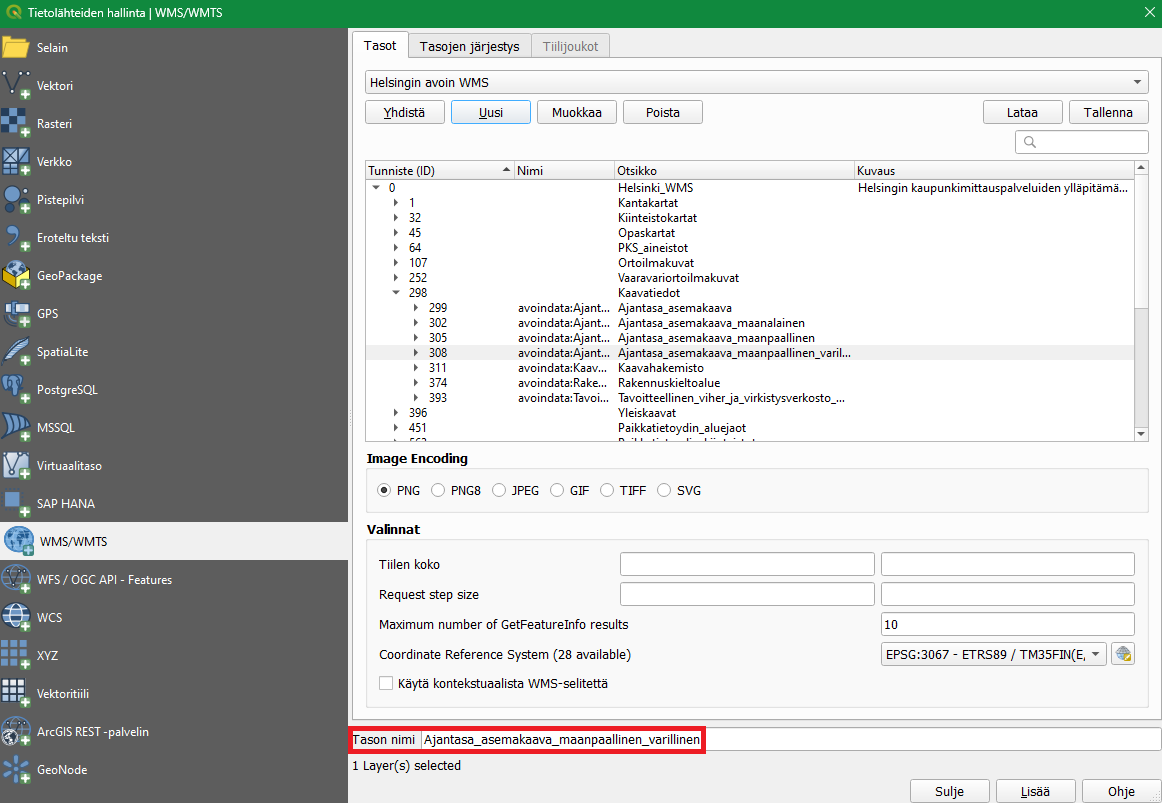 Tietolähteiden hallinta | WMS/WMTS
Selain
Vektori
Rasteri
Verkko
Pistepilvi
Eroteltu teksti
GeoPackage
GPS
SpatiaLite
PostgreSQL
MSSQL
Virtuaalitaso
SAP HANA
WMS/WMTS
WFS / OGC API - Features
WCS
XYZ
Vektoritiili
ArcGIS REST -palvelin
GeoNode
Tasot Tasojen järjestys Tiilijoukot
Helsingin avoin WMS
Yhdistä Uusi Muokkaa Poista Lataa Tallenna
Tunniste (ID) Nimi Otsikko Kuvaus
0 Helsinki_WMS Helsingin kaupunkimittauspalveluiden ylläpitämä...
1 Kantakartat
32 Kiinteistokartat
45 Opaskartat
64 PKS_aineistot
107 Ortoilmakuvat
252 Vaaravariortoilmakuvat
298 Kaavatiedot
299 avoindata:Ajant... Ajantasa_asemakaava
302 avoindata:Ajant... Ajantasa_asemakaava_maanalainen
305 avoindata:Ajant... Ajantasa_asemakaava_maanpaallinen
308 avoindata:Ajant... Ajantasa_asemakaava_maanpaallinen_varil...
311 avoindata:Kaav... Kaavahakemisto
374 avoindata:Rake... Rakennuskieltoalue
393 avoindata:Tavoi... Tavoitteellinen_viher_ja_virkistysverkosto_...
396 Yleiskaavat
451 Paikkatietoydin_aluejaot
Image Encoding
PNG PNG8 JPEG GIF TIFF SVG
Valinnat
Tiilen koko
Request step size
Maximum number of GetFeatureInfo results 10
Coordinate Reference System (28 available) EPSG:3067 - ETRS89 / TM35FIN(E,
Käytä kontekstuaalista WMS-selitettä
Tason nimi Ajantasa_asemakaava_maanpaallinen_varillinen
1 Layer(s) selected
Sulje Lisää Ohje